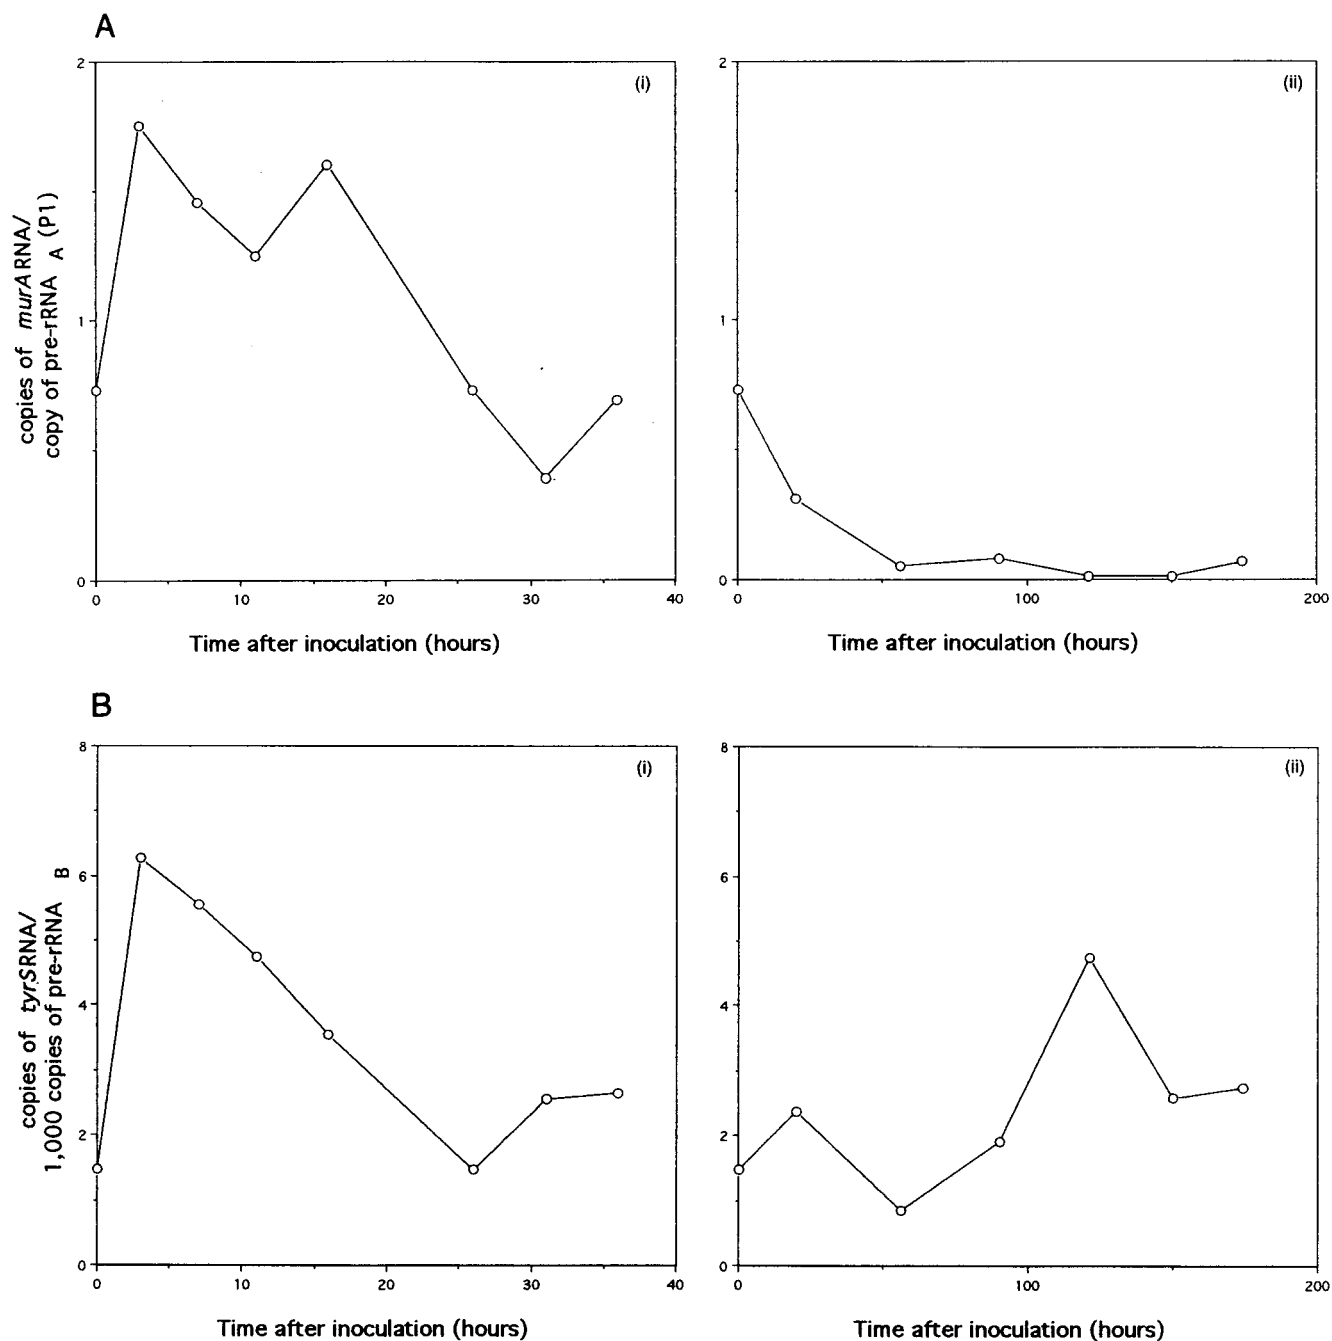 A
2
1
0
(i)
copies of murA RNA/
copy of pre-rRNA A (P1)
0 10 20 30 40
Time after inoculation (hours)
2
1
0
(ii)
0 100 200
Time after inoculation (hours)
B
8
6
4
2
0
(i)
copies of tyrS RNA/
1,000 copies of pre-rRNA B
0 10 20 30 40
Time after inoculation (hours)
8
6
4
2
0
(ii)
0 100 200
Time after inoculation (hours)